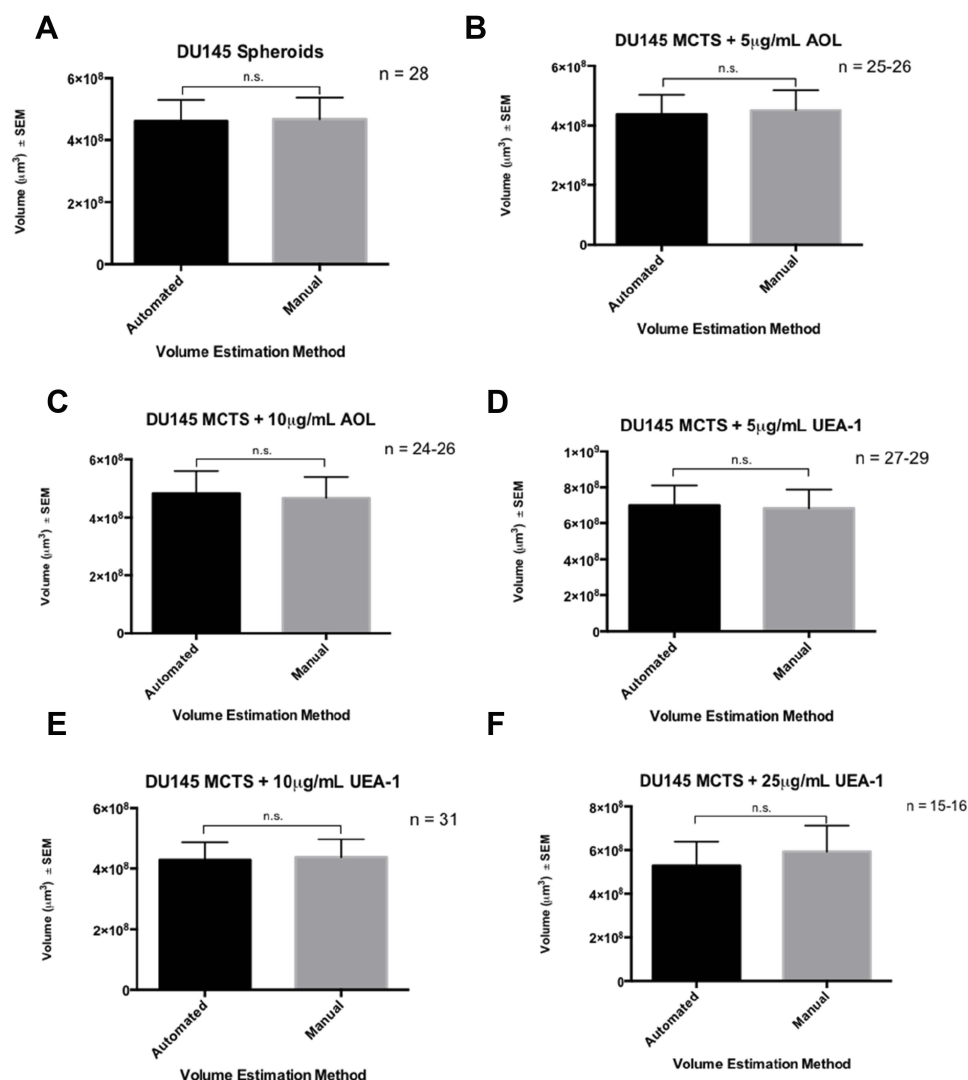 A
DU145 Spheroids
n = 28
n.s.
6×10⁸
4×10⁸
2×10⁸
0
Volume (μm³) ± SEM
Automated
Manual
Volume Estimation Method
B
DU145 MCTS + 5μg/mL AOL
n = 25-26
n.s.
6×10⁸
4×10⁸
2×10⁸
0
Volume (μm³) ± SEM
Automated
Manual
Volume Estimation Method
C
DU145 MCTS + 10μg/mL AOL
n = 24-26
n.s.
6×10⁸
4×10⁸
2×10⁸
0
Volume (μm³) ± SEM
Automated
Manual
Volume Estimation Method
D
DU145 MCTS + 5μg/mL UEA-1
n = 27-29
n.s.
1×10⁹
8×10⁸
6×10⁸
4×10⁸
2×10⁸
0
Volume (μm³) ± SEM
Automated
Manual
Volume Estimation Method
E
DU145 MCTS + 10μg/mL UEA-1
n = 31
n.s.
6×10⁸
4×10⁸
2×10⁸
0
Volume (μm³) ± SEM
Automated
Manual
Volume Estimation Method
F
DU145 MCTS + 25μg/mL UEA-1
n = 15-16
n.s.
8×10⁸
6×10⁸
4×10⁸
2×10⁸
0
Volume (μm³) ± SEM
Automated
Manual
Volume Estimation Method